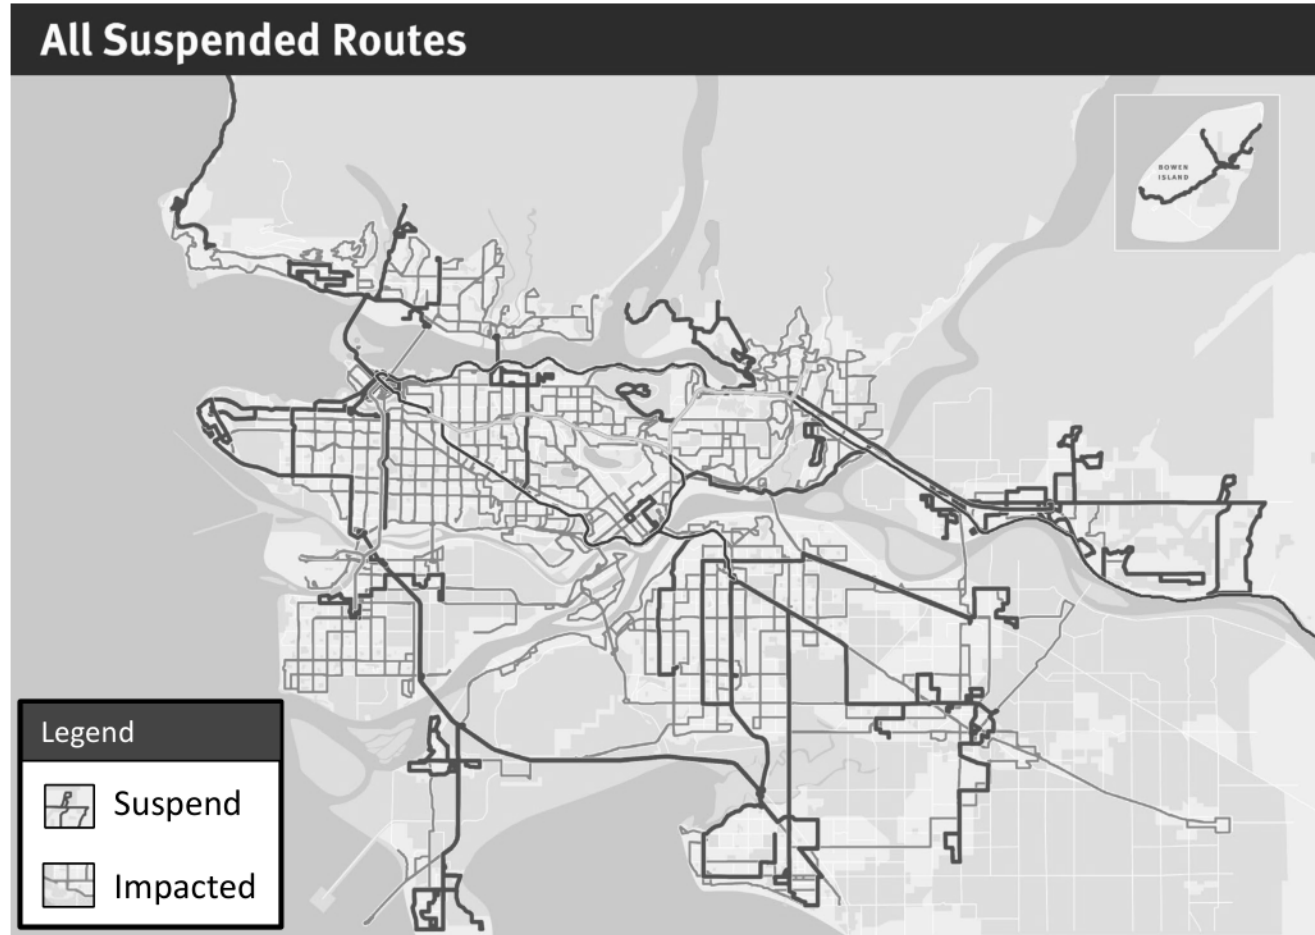 All Suspended Routes
BOWEN
ISLAND
Legend
Suspend
Impacted